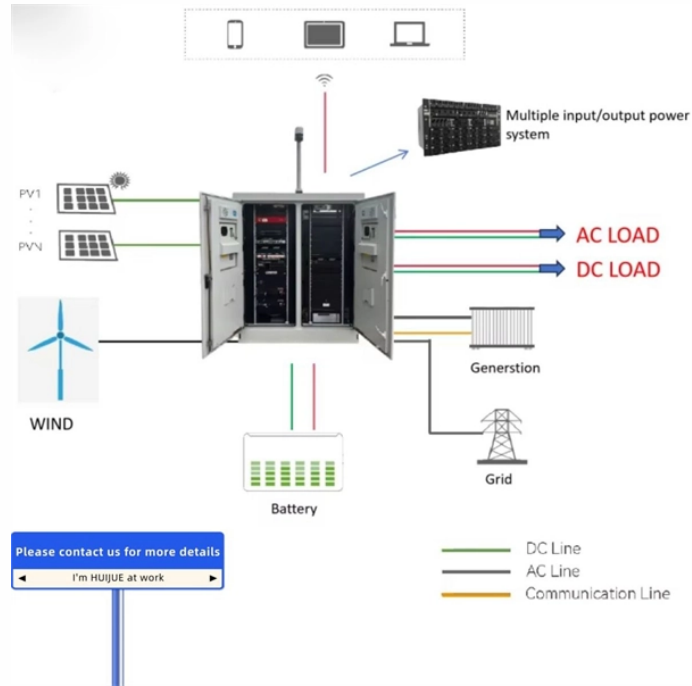 Multiple input/output power
system
PV1
PVN
AC LOAD
DC LOAD
Generstion
WIND
Grid
Battery
Please contact us for more details
I'm HUIJUE at work
DC Line
AC Line
Communication Line